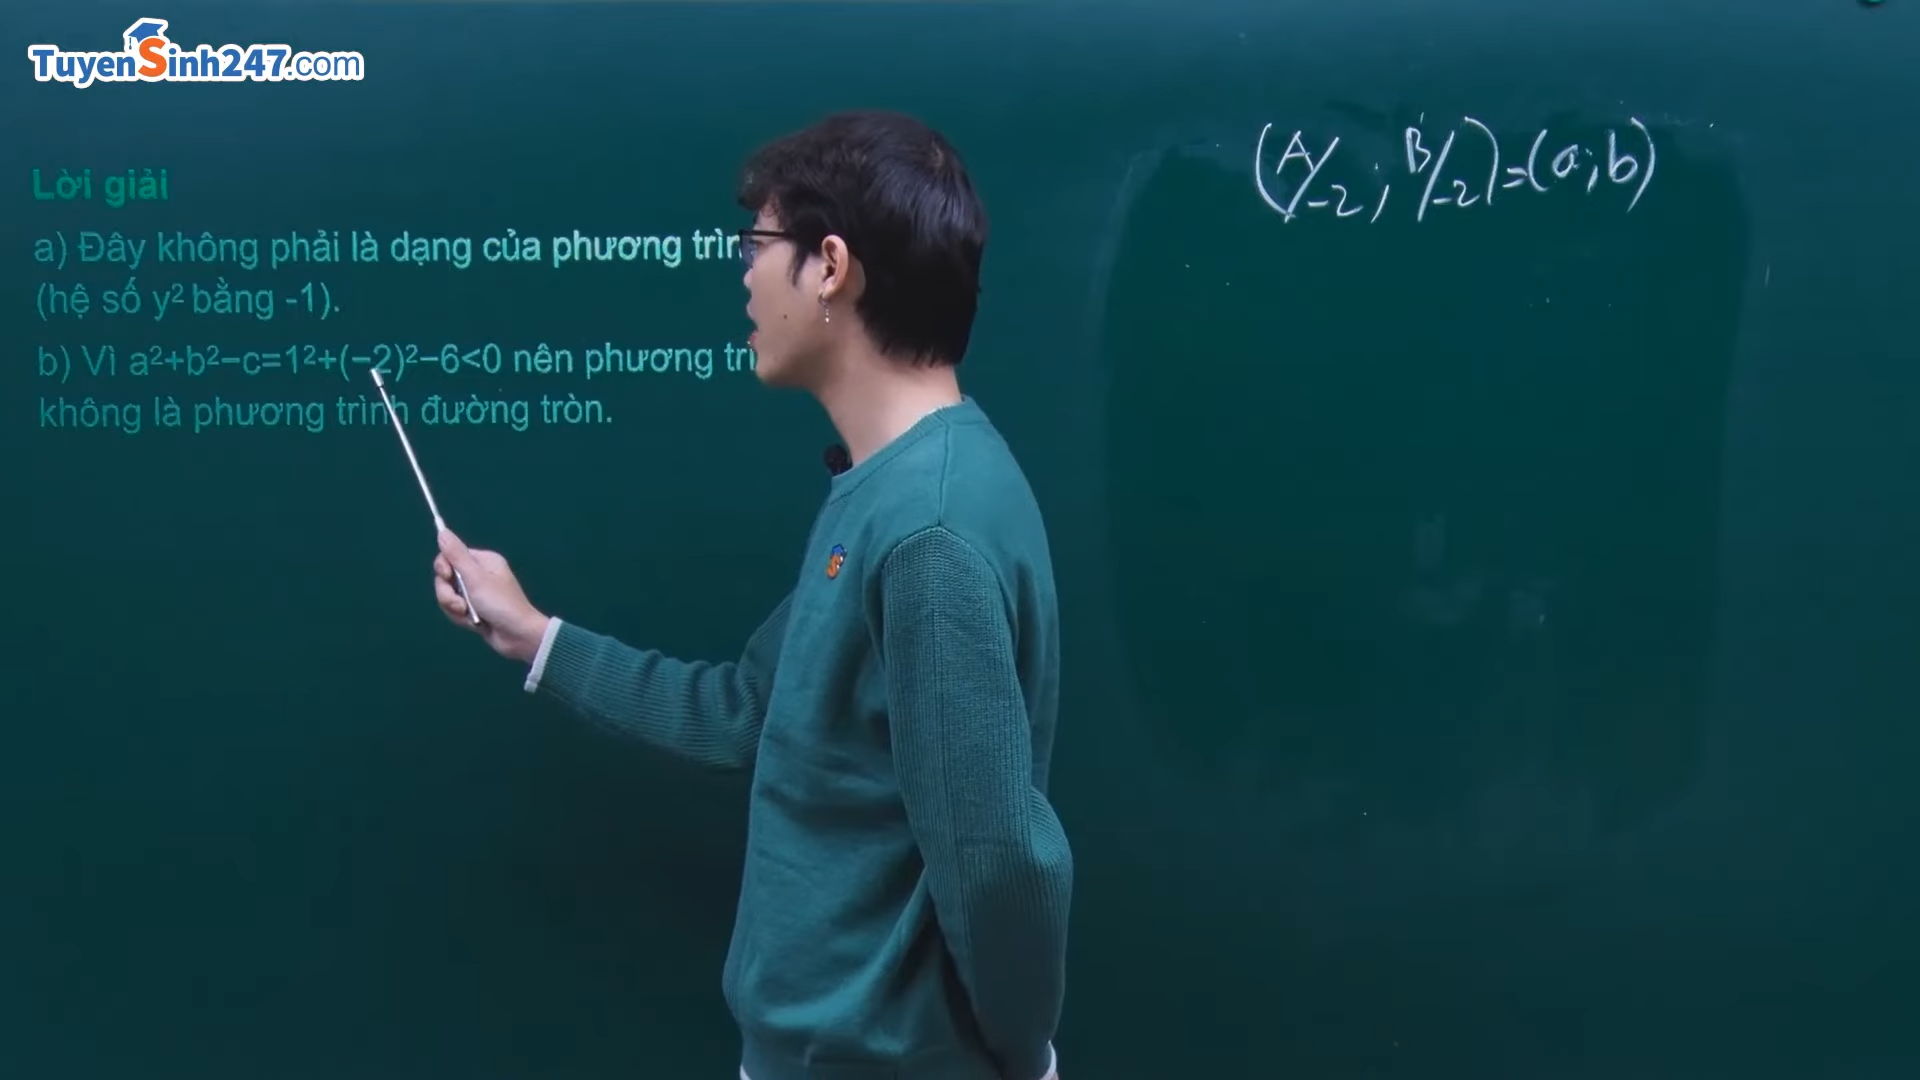 TuyenSinh247.com
Lời giải
a) Đây không phải là dạng của phương trìn
(hệ số y² bằng -1).
b) Vì a²+b²−c=1²+(−2)²−6<0 nên phương trì
không là phương trình đường tròn.
(A/-2; B/-2)=(a;b)